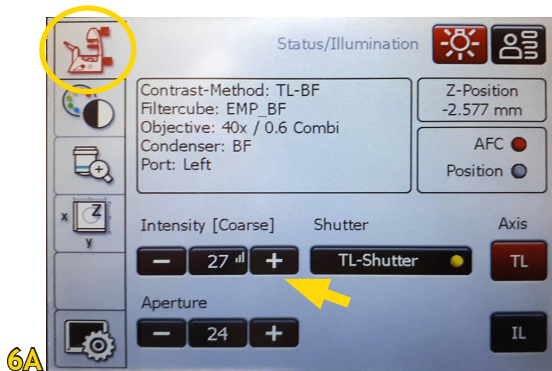 Status/Illumination
Contrast-Method: TL-BF
Filtercube: EMP_BF
Objective: 40x / 0.6 Combi
Condenser: BF
Port: Left
Z-Position
-2.577 mm
AFC
Position
x Z
y
Intensity [Coarse] Shutter Axis
− 27 + TL-Shutter TL
Aperture
− 24 + IL
6A